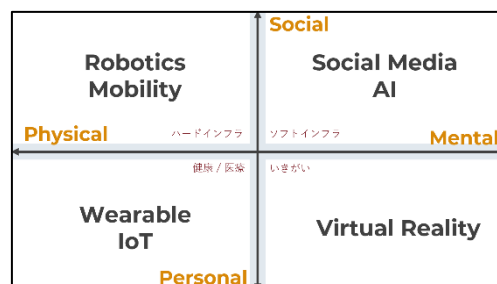 Social
Robotics
Mobility
Social Media
AI
Physical
ハードインフラ
ソフトインフラ
Mental
健康 / 医療
いきがい
Wearable
IoT
Virtual Reality
Personal